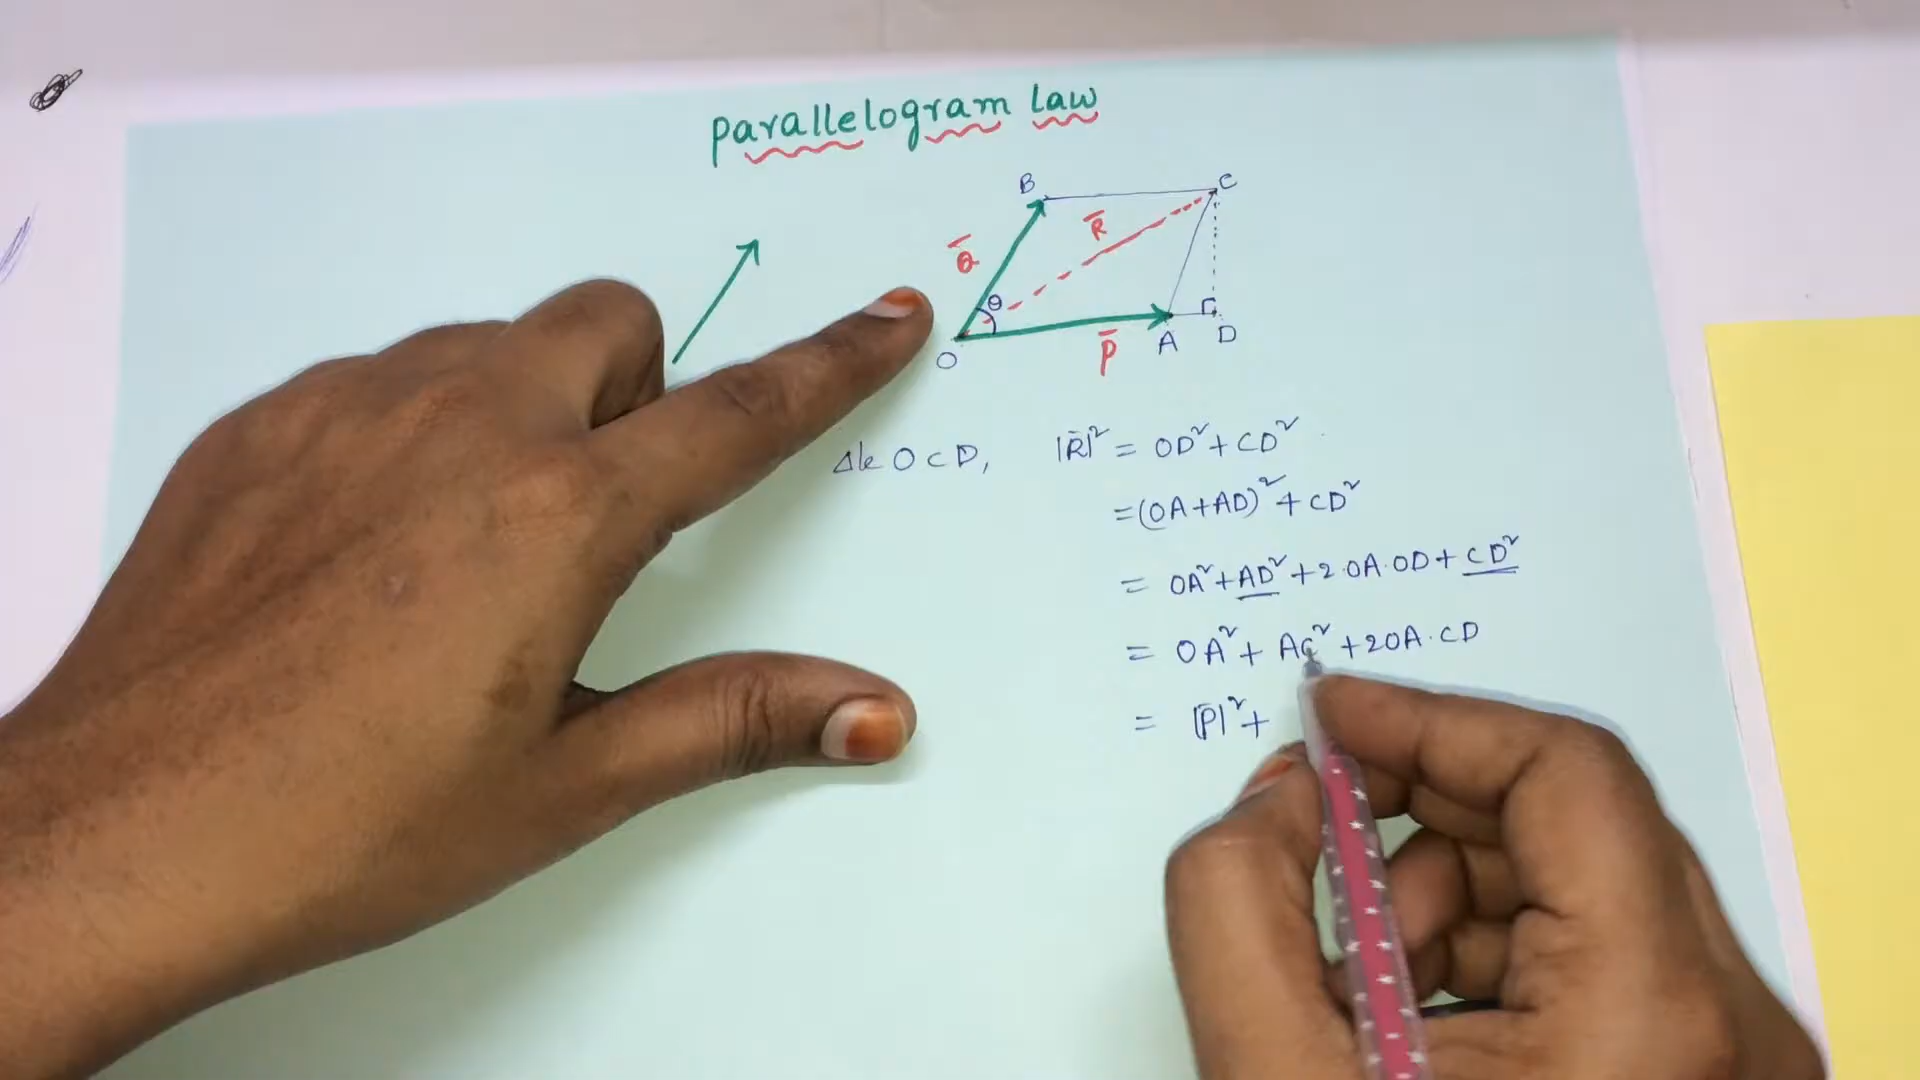 parallelogram law
B
C
R̅
Q̅
θ
O
P̅
A
D
Δle OCD, |R̅|² = OD² + CD²
= (OA + AD)² + CD²
= OA² + AD² + 2·OA·OD + CD²
= OA² + AC² + 2OA·CD
= |P̅|² +